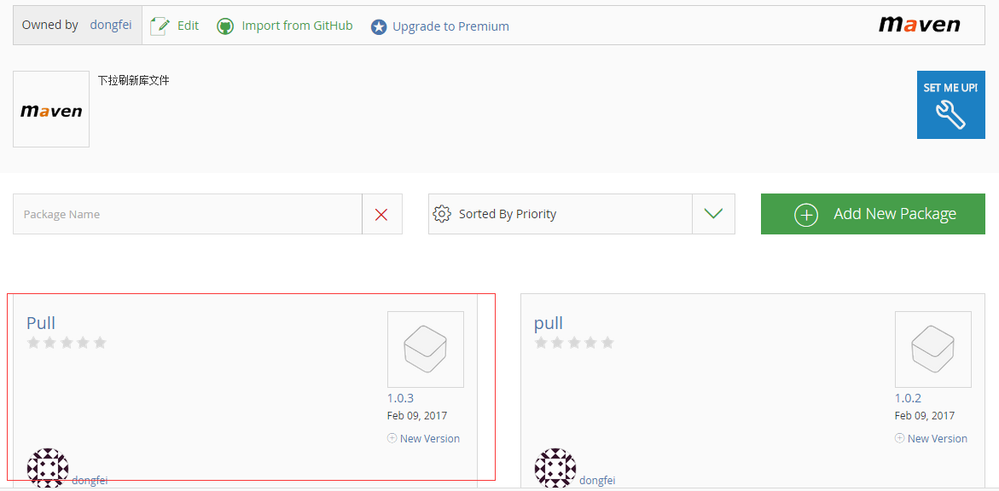 Owned by dongfei Edit Import from GitHub Upgrade to Premium maven
maven 下拉刷新库文件 SET ME UP!
Package Name Sorted By Priority Add New Package
Pull
1.0.3
Feb 09, 2017
New Version
dongfei
pull
1.0.2
Feb 09, 2017
New Version
dongfei